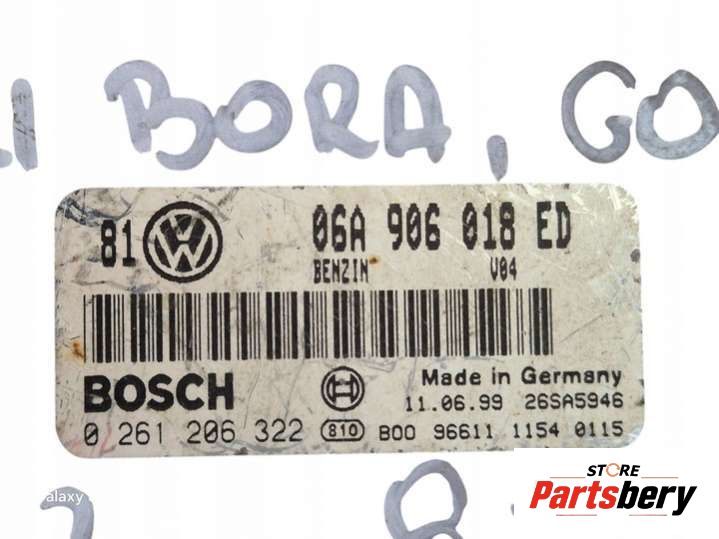 BORA, GO
81 VW 06A 906 018 ED
BENZIN V04
BOSCH Made in Germany
11.06.99 26SA5946
0 261 206 322 810 B00 96611 1154 0115
STORE
Partsbery